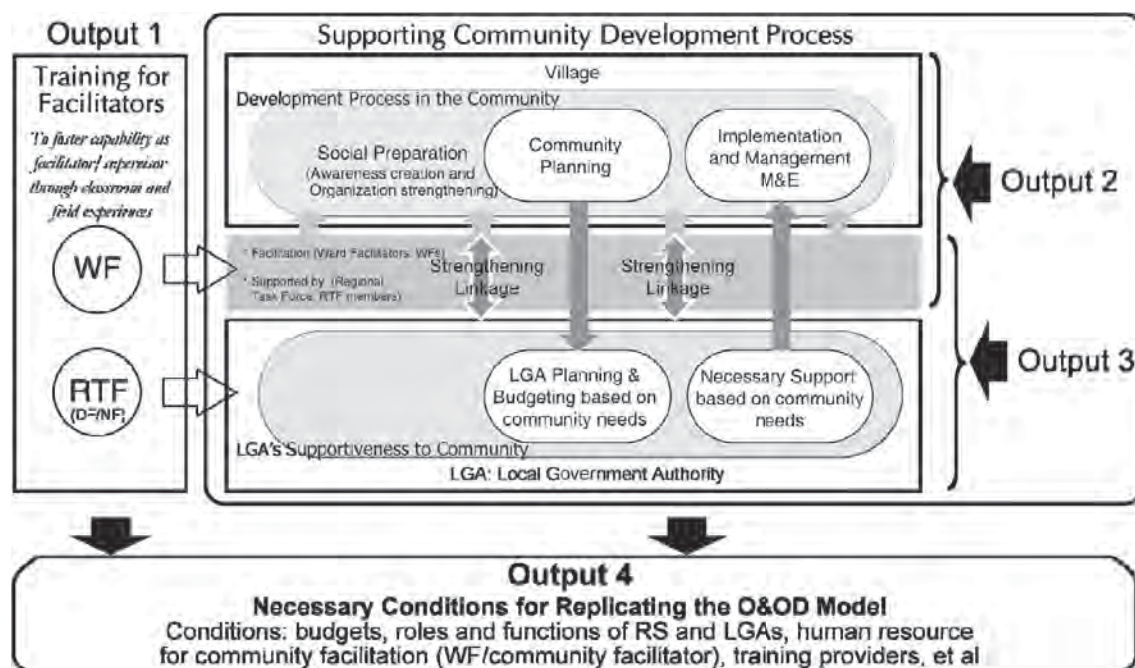 Output 1
Training for
Facilitators
To foster capability as
facilitator/ supervisor
through classroom and
field experiences
WF
RTF
(DF/NF)
Supporting Community Development Process
Village
Development Process in the Community
Social Preparation
(Awareness creation and
Organization strengthening)
Community
Planning
Implementation
and Management
M&E
* Facilitation (Ward Facilitators: WFs)
* Supported by (Regional
Task Force: RTF members)
Strengthening
Linkage
Strengthening
Linkage
LGA Planning &
Budgeting based on
community needs
Necessary Support
based on community
needs
LGA's Supportiveness to Community
LGA: Local Government Authority
Output 2
Output 3
Output 4
Necessary Conditions for Replicating the O&OD Model
Conditions: budgets, roles and functions of RS and LGAs, human resource
for community facilitation (WF/community facilitator), training providers, et al